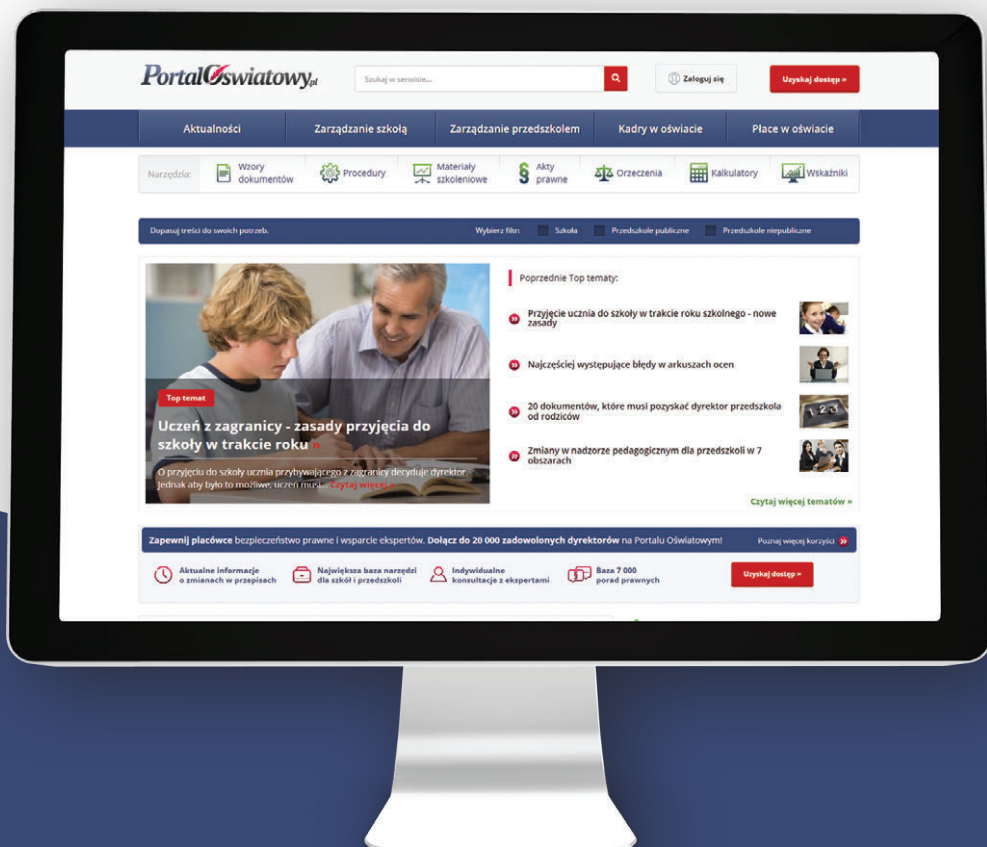 PortalOświatowy.pl
Szukaj w serwisie...
Zaloguj się
Uzyskaj dostęp »
Aktualności
Zarządzanie szkołą
Zarządzanie przedszkolem
Kadry w oświacie
Płace w oświacie
Narzędzia:
Wzory
dokumentów
Procedury
Materiały
szkoleniowe
Akty
prawne
Orzeczenia
Kalkulatory
Wskaźniki
Dopasuj treści do swoich potrzeb.
Wybierz filtr:
Szkoła
Przedszkole publiczne
Przedszkole niepubliczne
Top temat
Uczeń z zagranicy - zasady przyjęcia do
szkoły w trakcie roku »
O przyjęciu do szkoły ucznia przybywającego z zagranicy decyduje dyrektor.
Jednak aby było to możliwe, uczeń musi... Czytaj więcej »
Poprzednie Top tematy:
Przyjęcie ucznia do szkoły w trakcie roku szkolnego - nowe
zasady
Najczęściej występujące błędy w arkuszach ocen
20 dokumentów, które musi pozyskać dyrektor przedszkola
od rodziców
1 2 3
Zmiany w nadzorze pedagogicznym dla przedszkoli w 7
obszarach
Czytaj więcej tematów »
Zapewnij placówce bezpieczeństwo prawne i wsparcie ekspertów. Dołącz do 20 000 zadowolonych dyrektorów na Portalu Oświatowym!
Poznaj więcej korzyści »
Aktualne informacje
o zmianach w przepisach
Największa baza narzędzi
dla szkół i przedszkoli
Indywidualne
konsultacje z ekspertami
Baza 7 000
porad prawnych
Uzyskaj dostęp »